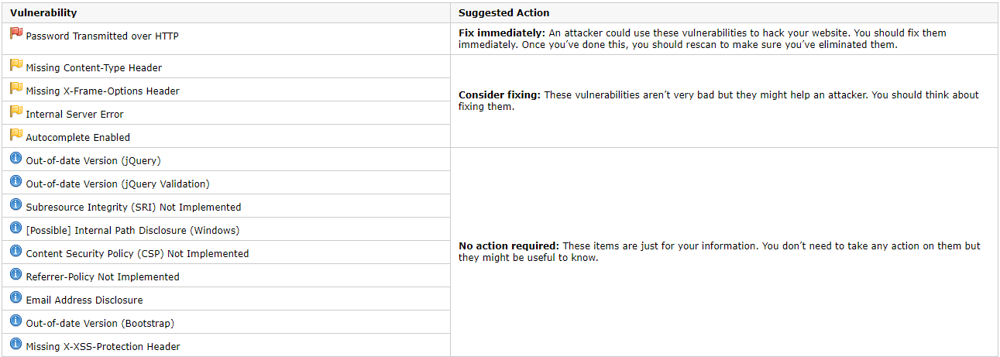 Vulnerability
Suggested Action
Password Transmitted over HTTP
Fix immediately: An attacker could use these vulnerabilities to hack your website. You should fix them
immediately. Once you’ve done this, you should rescan to make sure you’ve eliminated them.
Missing Content-Type Header
Missing X-Frame-Options Header
Internal Server Error
Autocomplete Enabled
Consider fixing: These vulnerabilities aren’t very bad but they might help an attacker. You should think about
fixing them.
Out-of-date Version (jQuery)
Out-of-date Version (jQuery Validation)
Subresource Integrity (SRI) Not Implemented
[Possible] Internal Path Disclosure (Windows)
Content Security Policy (CSP) Not Implemented
Referrer-Policy Not Implemented
Email Address Disclosure
Out-of-date Version (Bootstrap)
Missing X-XSS-Protection Header
No action required: These items are just for your information. You don’t need to take any action on them but
they might be useful to know.